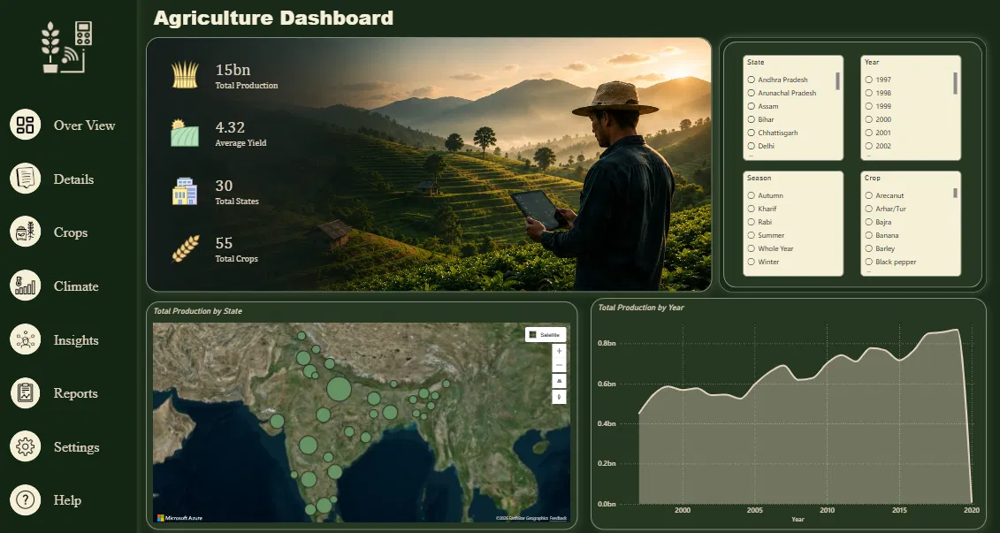 Agriculture Dashboard
Over View
Details
Crops
Climate
Insights
Reports
Settings
Help
15bn
Total Production
4.32
Average Yield
30
Total States
55
Total Crops
State
Andhra Pradesh
Arunachal Pradesh
Assam
Bihar
Chhattisgarh
Delhi
Year
1997
1998
1999
2000
2001
2002
Season
Autumn
Kharif
Rabi
Summer
Whole Year
Winter
Crop
Arecanut
Arhar/Tur
Bajra
Banana
Barley
Black pepper
Total Production by State
Satellite
Microsoft Azure
©2026 Earthstar Geographics Feedback
Total Production by Year
0.8bn
0.6bn
0.4bn
0.2bn
0.0bn
2000 2005 2010 2015 2020
Year